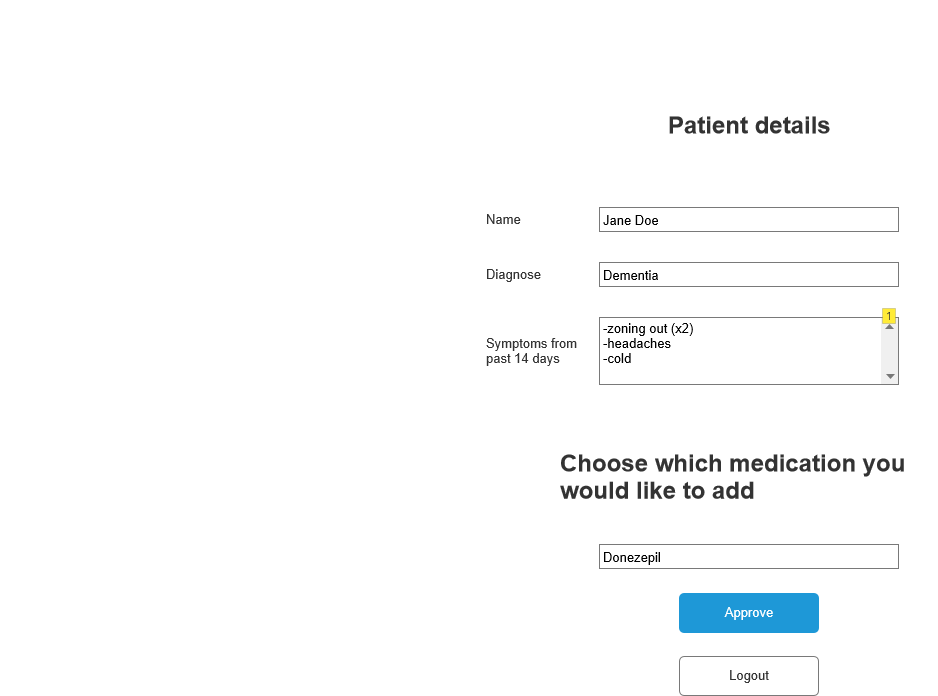 Patient details
Name
Jane Doe
Diagnose
Dementia
1
Symptoms from
past 14 days
-zoning out (x2)
-headaches
-cold
Choose which medication you
would like to add
Donezepil
Approve
Logout